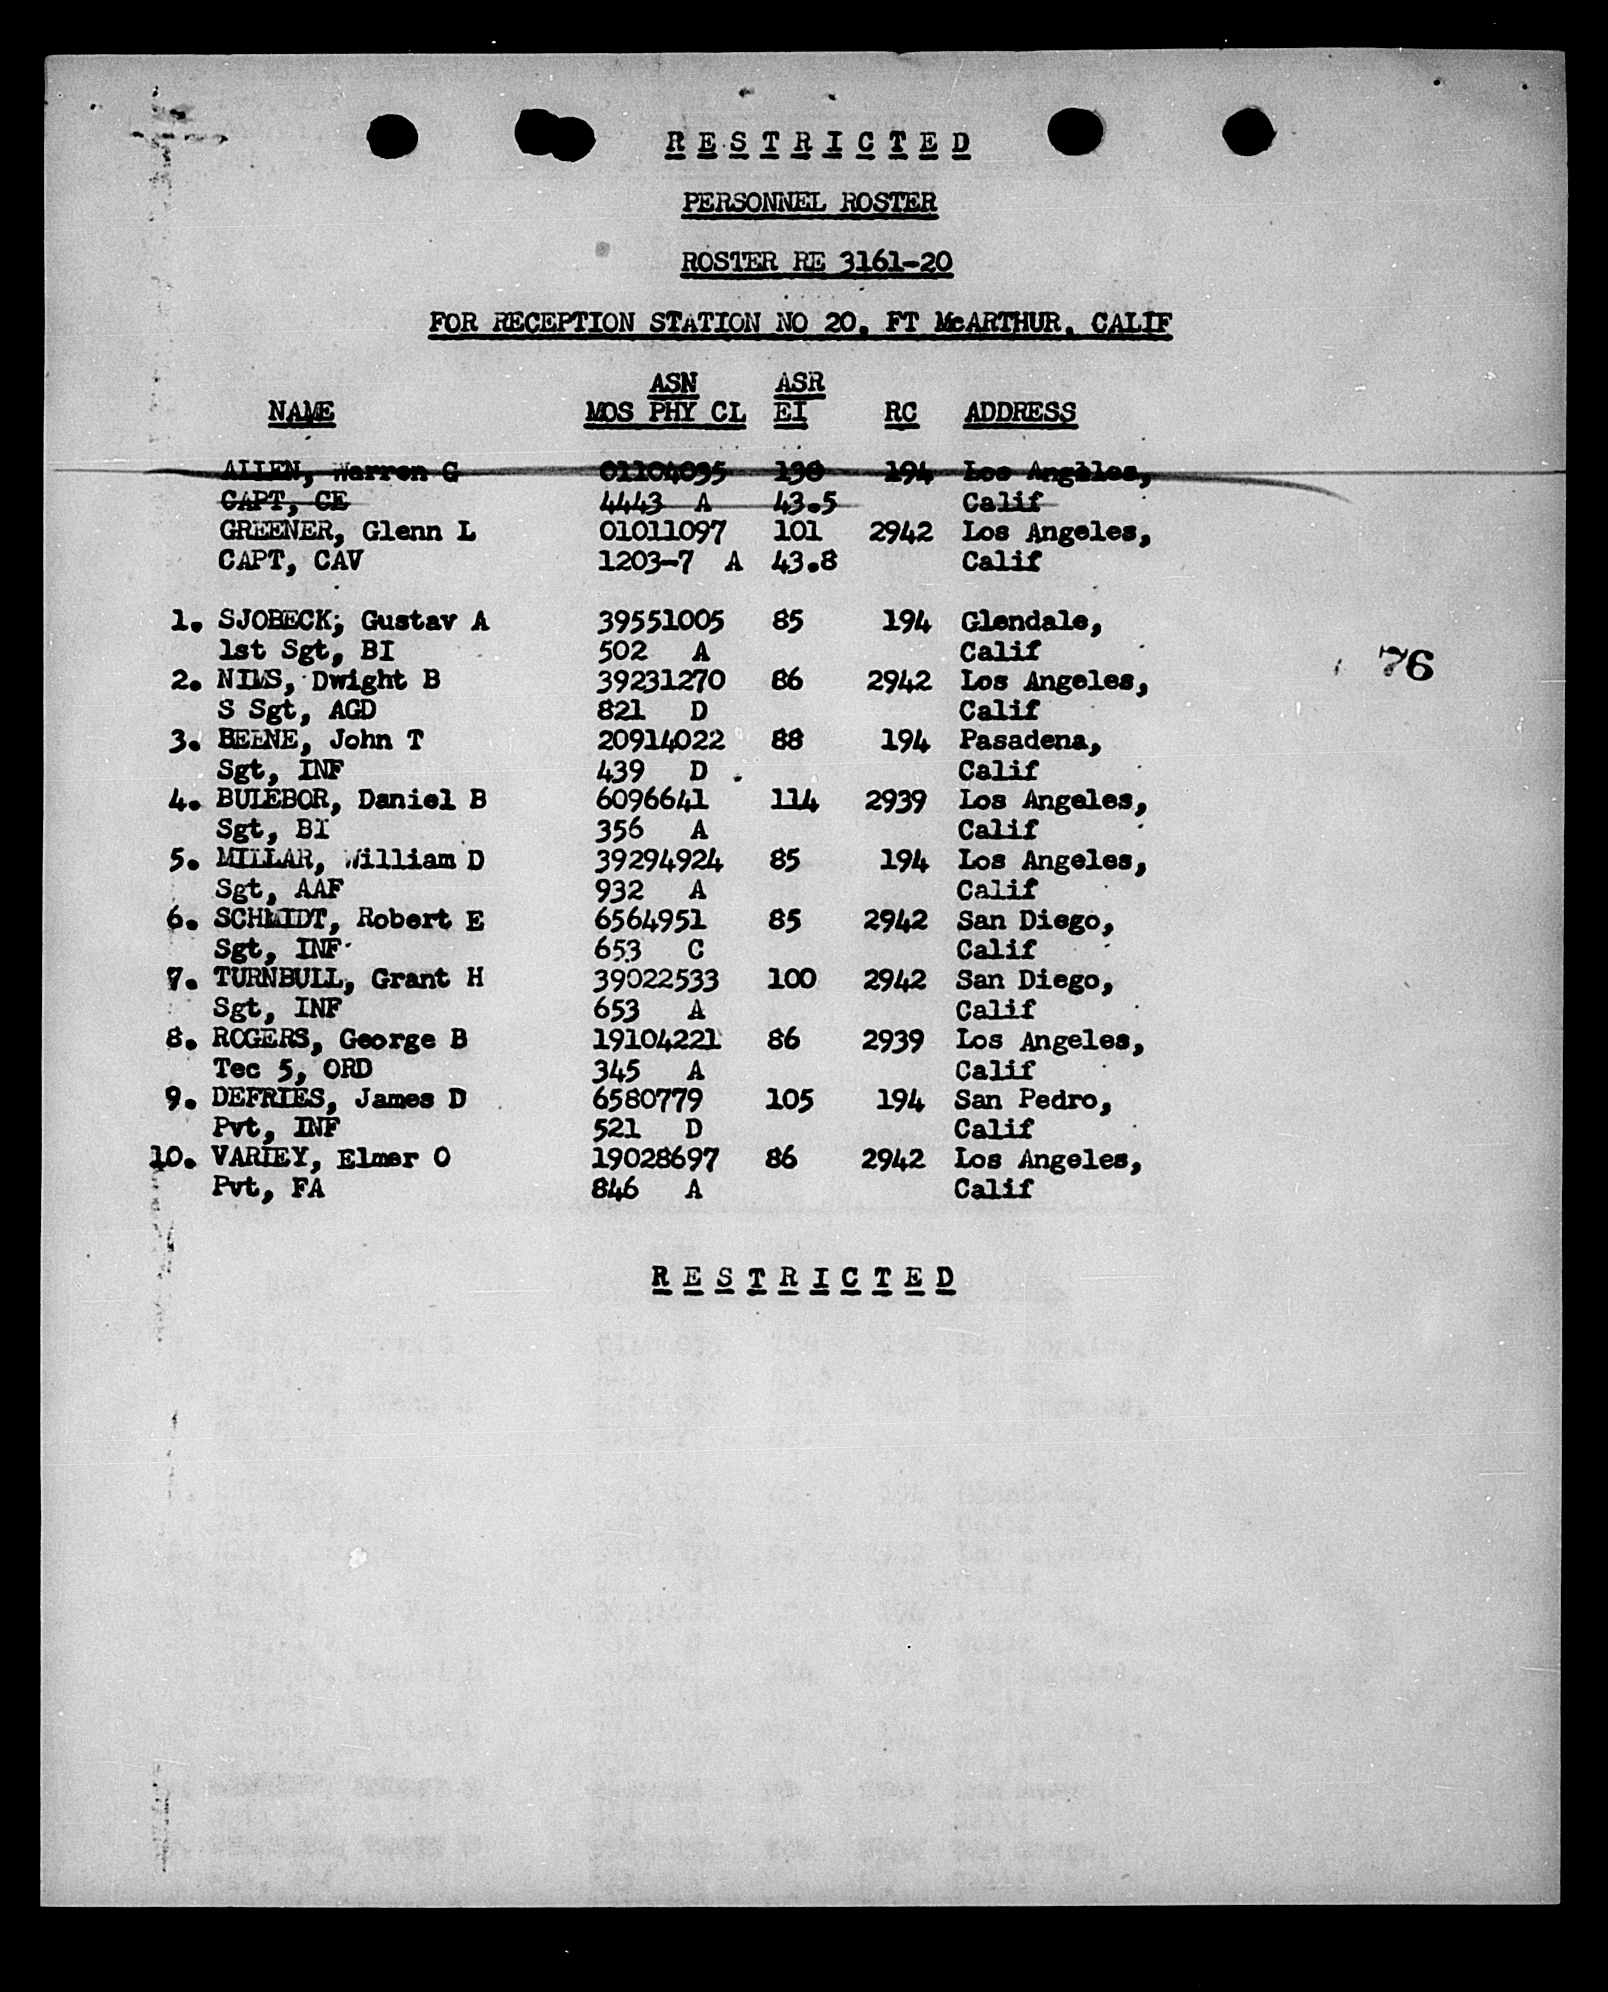 R E S T R I C T E D
PERSONNEL ROSTER
ROSTER RE 3161-20
FOR RECEPTION STATION NO 20, FT McARTHUR, CALIF
ASN ASR
NAME MOS PHY CL EI RC ADDRESS
ALLEN, Warren G 01104095 138 194 Los Angeles,
CAPT, CE 4443 A 43.5 Calif
GREENER, Glenn L 01011097 101 2942 Los Angeles,
CAPT, CAV 1203-7 A 43.8 Calif
1. SJOBECK, Gustav A 39551005 85 194 Glendale,
1st Sgt, BI 502 A Calif
2. NIMS, Dwight B 39231270 86 2942 Los Angeles,
S Sgt, AGD 821 D Calif
3. BEENE, John T 20914022 88 194 Pasadena,
Sgt, INF 439 D Calif
4. BULEBOR, Daniel B 6096641 114 2939 Los Angeles,
Sgt, BI 356 A Calif
5. MILLAR, William D 39294924 85 194 Los Angeles,
Sgt, AAF 932 A Calif
6. SCHMIDT, Robert E 6564951 85 2942 San Diego,
Sgt, INF 653 C Calif
7. TURNBULL, Grant H 39022533 100 2942 San Diego,
Sgt, INF 653 A Calif
8. ROGERS, George B 19104221 86 2939 Los Angeles,
Tec 5, ORD 345 A Calif
9. DEFRIES, James D 6580779 105 194 San Pedro,
Pvt, INF 521 D Calif
10. VARLEY, Elmer O 19028697 86 2942 Los Angeles,
Pvt, FA 846 A Calif
76
R E S T R I C T E D